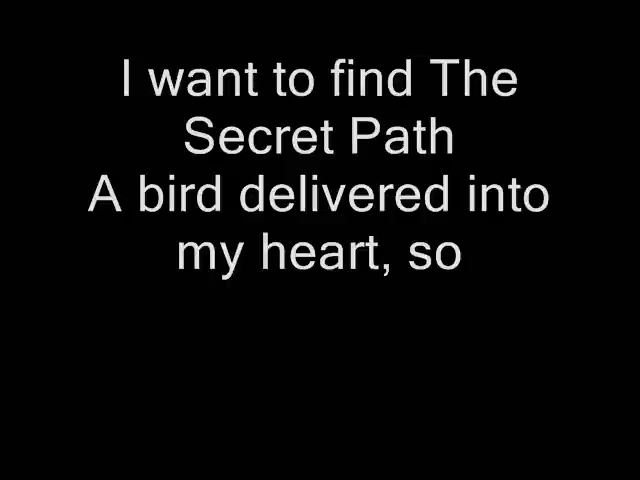 I want to find The
Secret Path
A bird delivered into
my heart, so